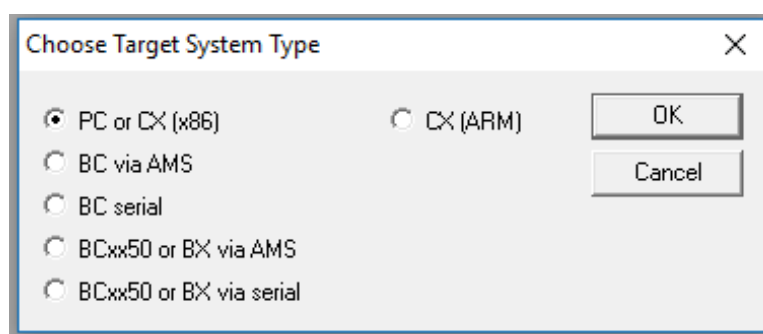 Choose Target System Type
PC or CX (x86)
CX (ARM)
OK
BC via AMS
Cancel
BC serial
BCxx50 or BX via AMS
BCxx50 or BX via serial